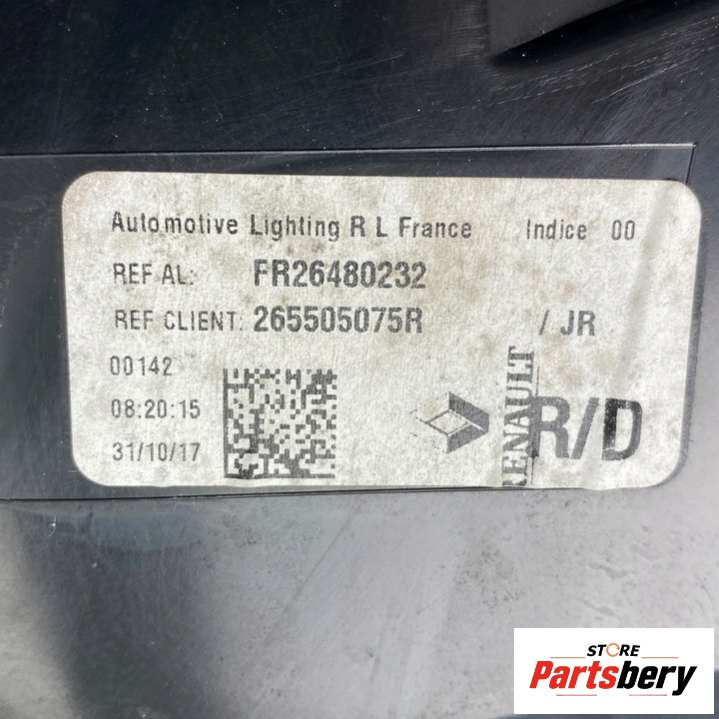 Automotive Lighting R L France Indice 00
REF AL: FR26480232
REF CLIENT: 265505075R / JR
00142
08:20:15
31/10/17
RENAULT
R/D
STORE
Partsbery